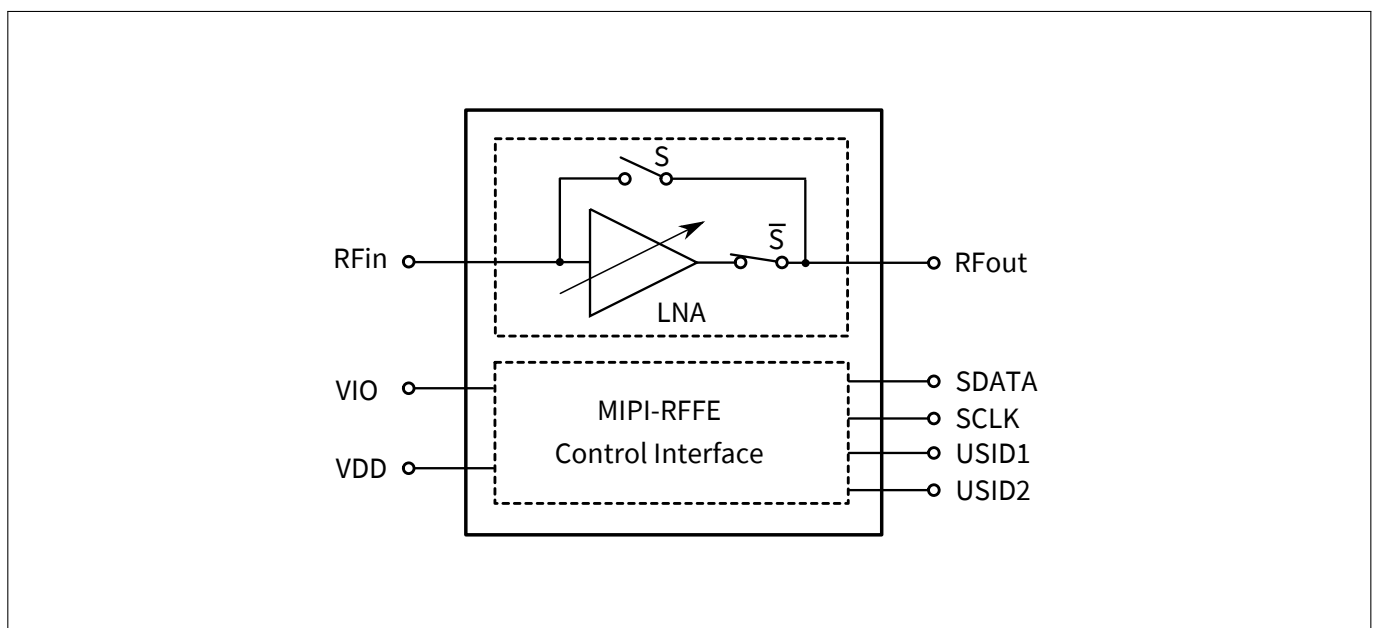 S
RFin
S̅
RFout
LNA
VIO
MIPI-RFFE
Control Interface
SDATA
SCLK
VDD
USID1
USID2